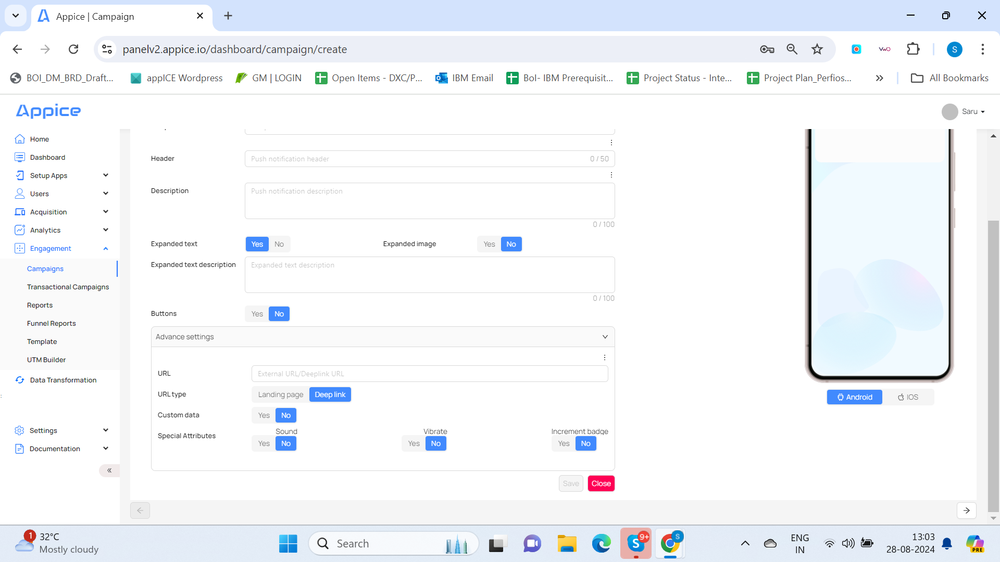 Appice | Campaign
panelv2.appice.io/dashboard/campaign/create
S
BOI_DM_BRD_Draft...
appICE Wordpress
GM | LOGIN
Open Items - DXC/P...
IBM Email
BoI- IBM Prerequisit...
Project Status - Inte...
Project Plan_Perfios...
All Bookmarks
Appice
Saru
Home
Dashboard
Setup Apps
Users
Acquisition
Analytics
Engagement
Campaigns
Transactional Campaigns
Reports
Funnel Reports
Template
UTM Builder
Data Transformation
Settings
Documentation
Header
Push notification header
0 / 50
Description
Push notification description
0 / 100
Expanded text
Yes No
Expanded image
Yes No
Expanded text description
Expanded text description
0 / 100
Buttons
Yes No
Advance settings
URL
External URL/Deeplink URL
URL type
Landing page Deep link
Custom data
Yes No
Special Attributes
Sound
Yes No
Vibrate
Yes No
Increment badge
Yes No
Save Close
Android
IOS
1
32°C
Mostly cloudy
Search
9+
S
ENG
IN
13:03
28-08-2024
PRE